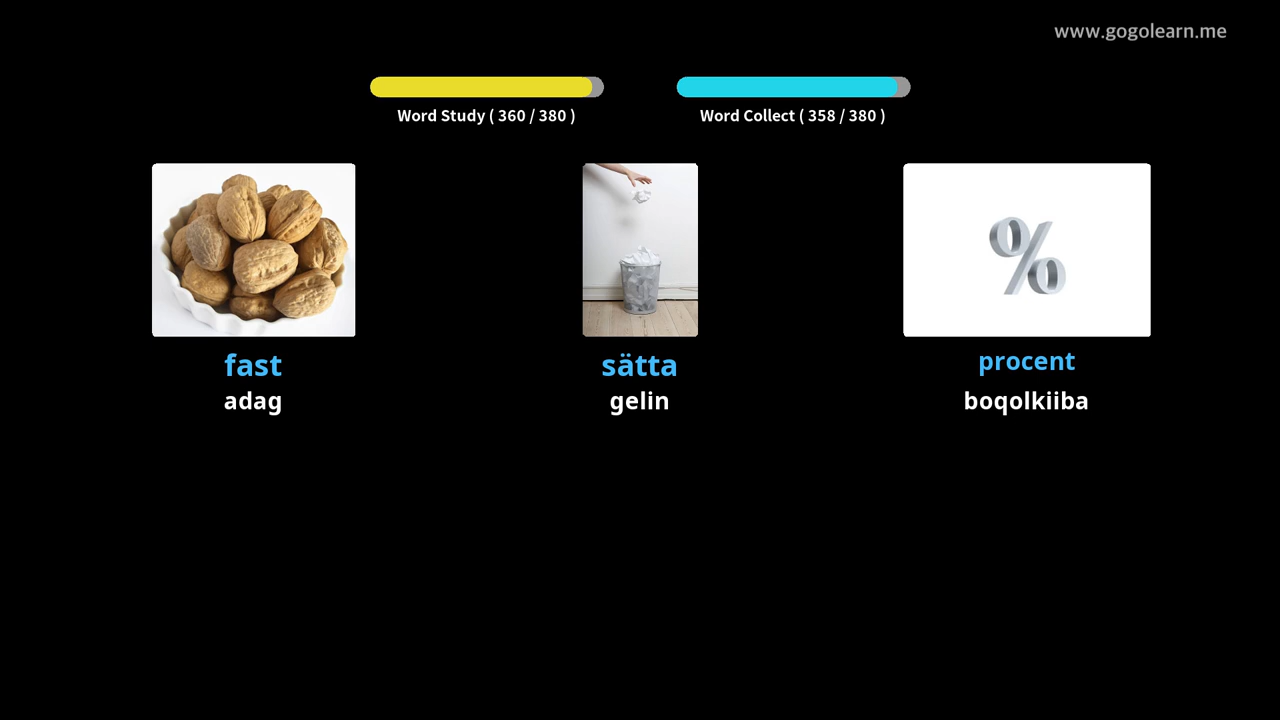 www.gogolearn.me
Word Study ( 360 / 380 )
Word Collect ( 358 / 380 )
fast
adag
sätta
gelin
procent
boqolkiiba